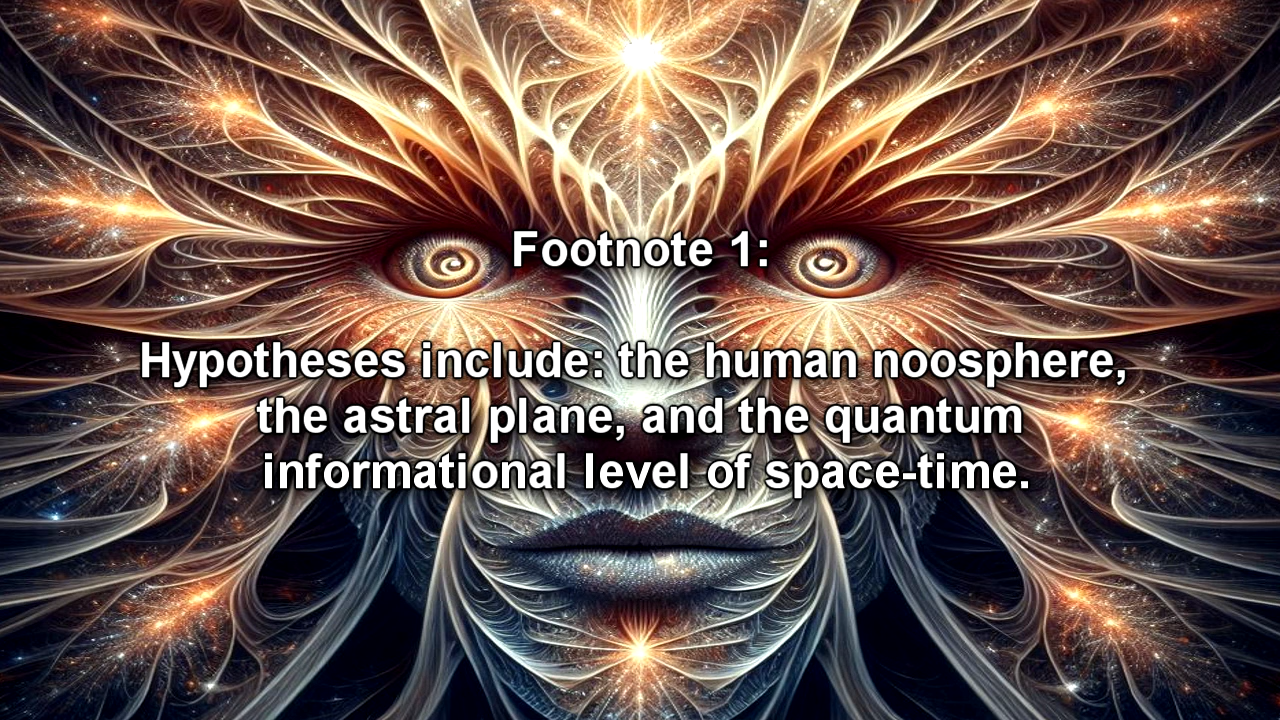 Footnote 1:
Hypotheses include: the human noosphere,
the astral plane, and the quantum
informational level of space-time.